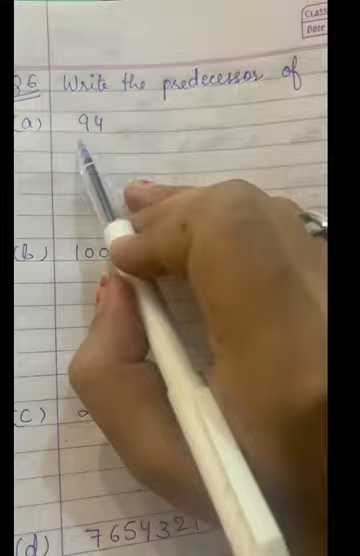 CLASS
DATE
Q6 Write the predecessor of
(a) 94
(b) 100
(c)
(d) 7654321